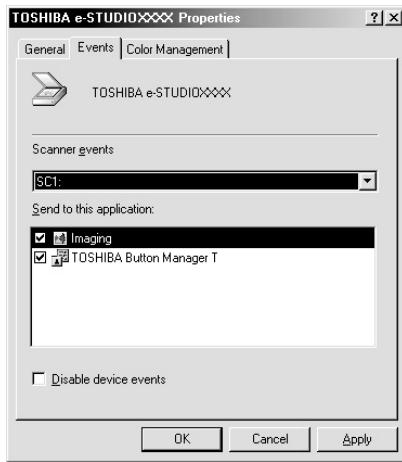 TOSHIBA e-STUDIOXXXX Properties
General Events Color Management
TOSHIBA e-STUDIOXXXX
Scanner events
SC1:
Send to this application:
Imaging
TOSHIBA Button Manager T
Disable device events
OK Cancel Apply